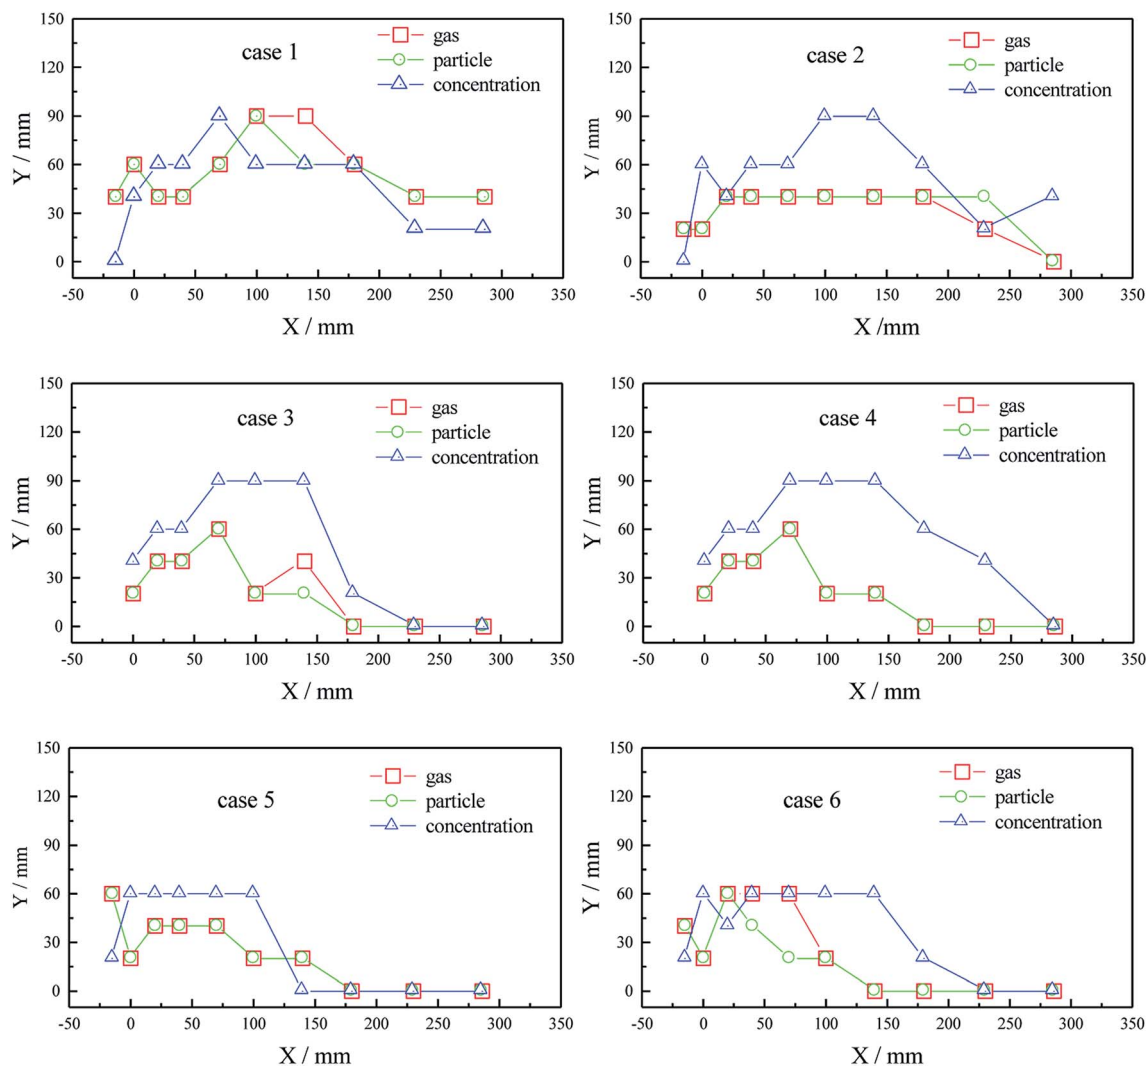 case 1
gas
particle
concentration
150
120
90
60
30
0
Y / mm
-50 0 50 100 150 200 250 300 350
X / mm
case 2
gas
particle
concentration
150
120
90
60
30
0
Y / mm
-50 0 50 100 150 200 250 300 350
X /mm
case 3
gas
particle
concentration
150
120
90
60
30
0
Y / mm
-50 0 50 100 150 200 250 300 350
X / mm
case 4
gas
particle
concentration
150
120
90
60
30
0
Y / mm
-50 0 50 100 150 200 250 300 350
X / mm
case 5
gas
particle
concentration
150
120
90
60
30
0
Y / mm
-50 0 50 100 150 200 250 300 350
X / mm
case 6
gas
particle
concentration
150
120
90
60
30
0
Y / mm
-50 0 50 100 150 200 250 300 350
X / mm